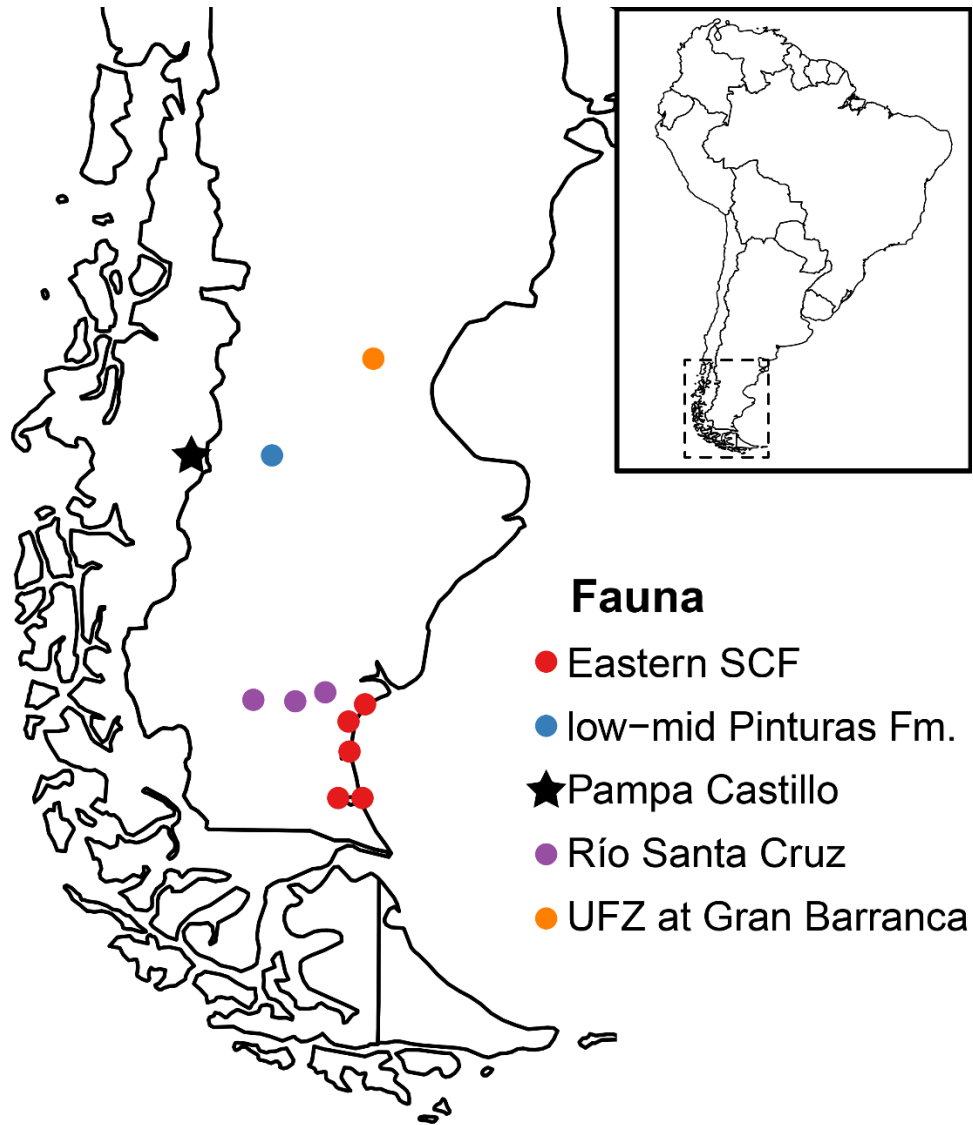 Fauna
Eastern SCF
low−mid Pinturas Fm.
Pampa Castillo
Río Santa Cruz
UFZ at Gran Barranca